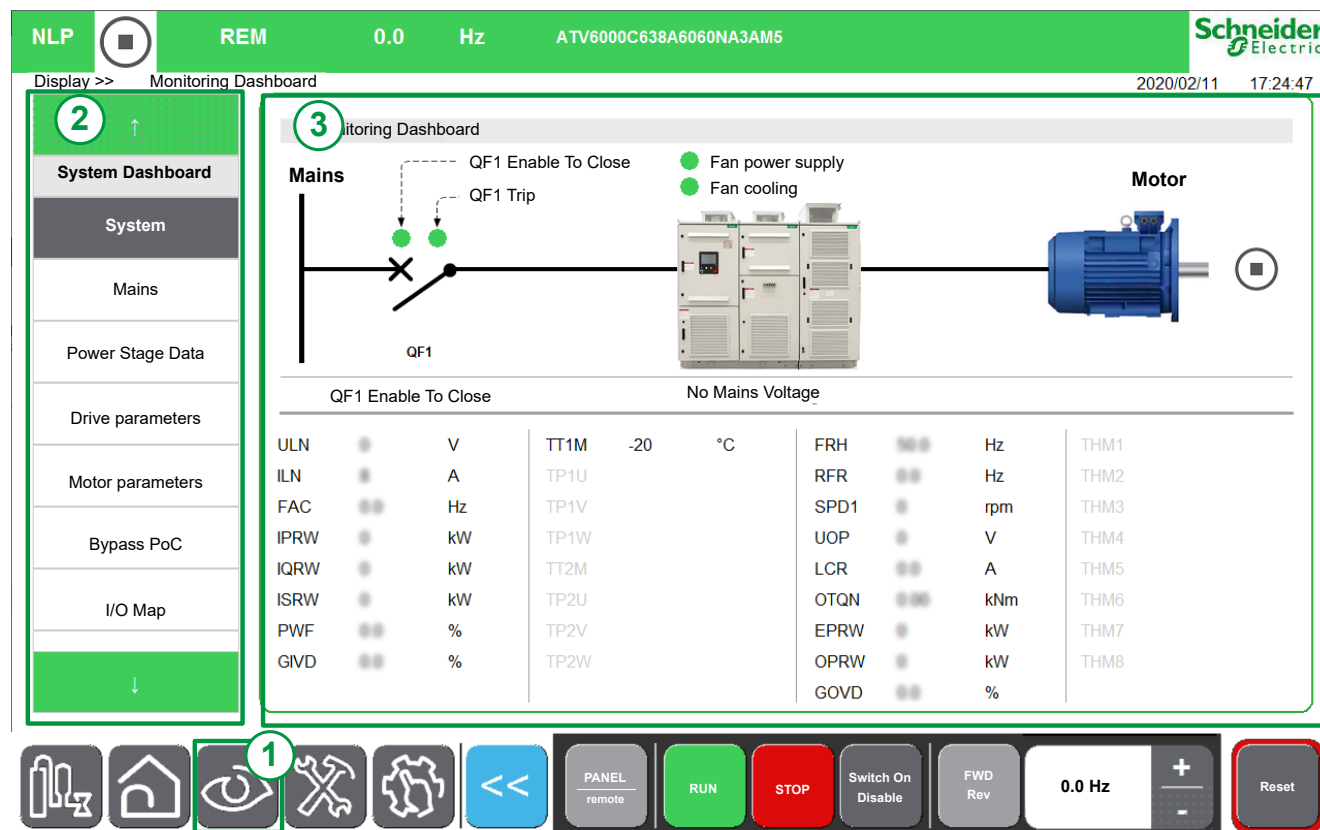 NLP REM 0.0 Hz ATV6000C638A6060NA3AM5
Schneider
Electric
Display >> Monitoring Dashboard 2020/02/11 17:24:47
2
↑
System Dashboard
System
Mains
Power Stage Data
Drive parameters
Motor parameters
Bypass PoC
I/O Map
↓
3
itoring Dashboard
Mains
QF1 Enable To Close
QF1 Trip
Fan power supply
Fan cooling
Motor
QF1
QF1 Enable To Close No Mains Voltage
ULN V TT1M -20 °C FRH Hz THM1
ILN A TP1U RFR Hz THM2
FAC Hz TP1V SPD1 rpm THM3
IPRW kW TP1W UOP V THM4
IQRW kW TT2M LCR A THM5
ISRW kW TP2U OTQN kNm THM6
PWF % TP2V EPRW kW THM7
GIVD % TP2W OPRW kW THM8
GOVD %
1
<<
PANEL
remote
RUN
STOP
Switch On
Disable
FWD
Rev
0.0 Hz
+
-
Reset